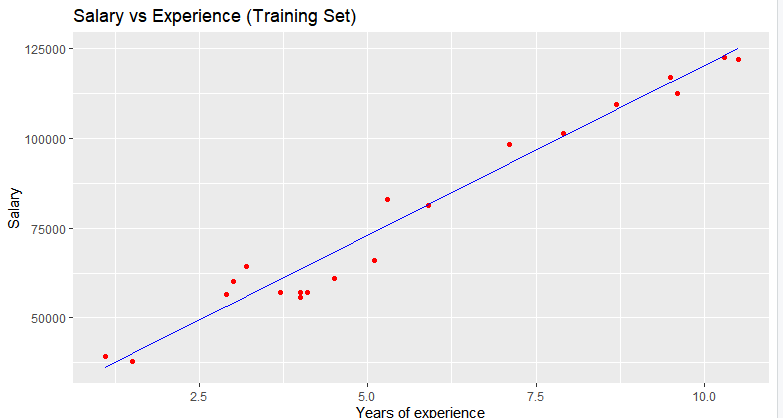 Salary vs Experience (Training Set)
125000
100000
75000
50000
Salary
2.5
5.0
7.5
10.0
Years of experience